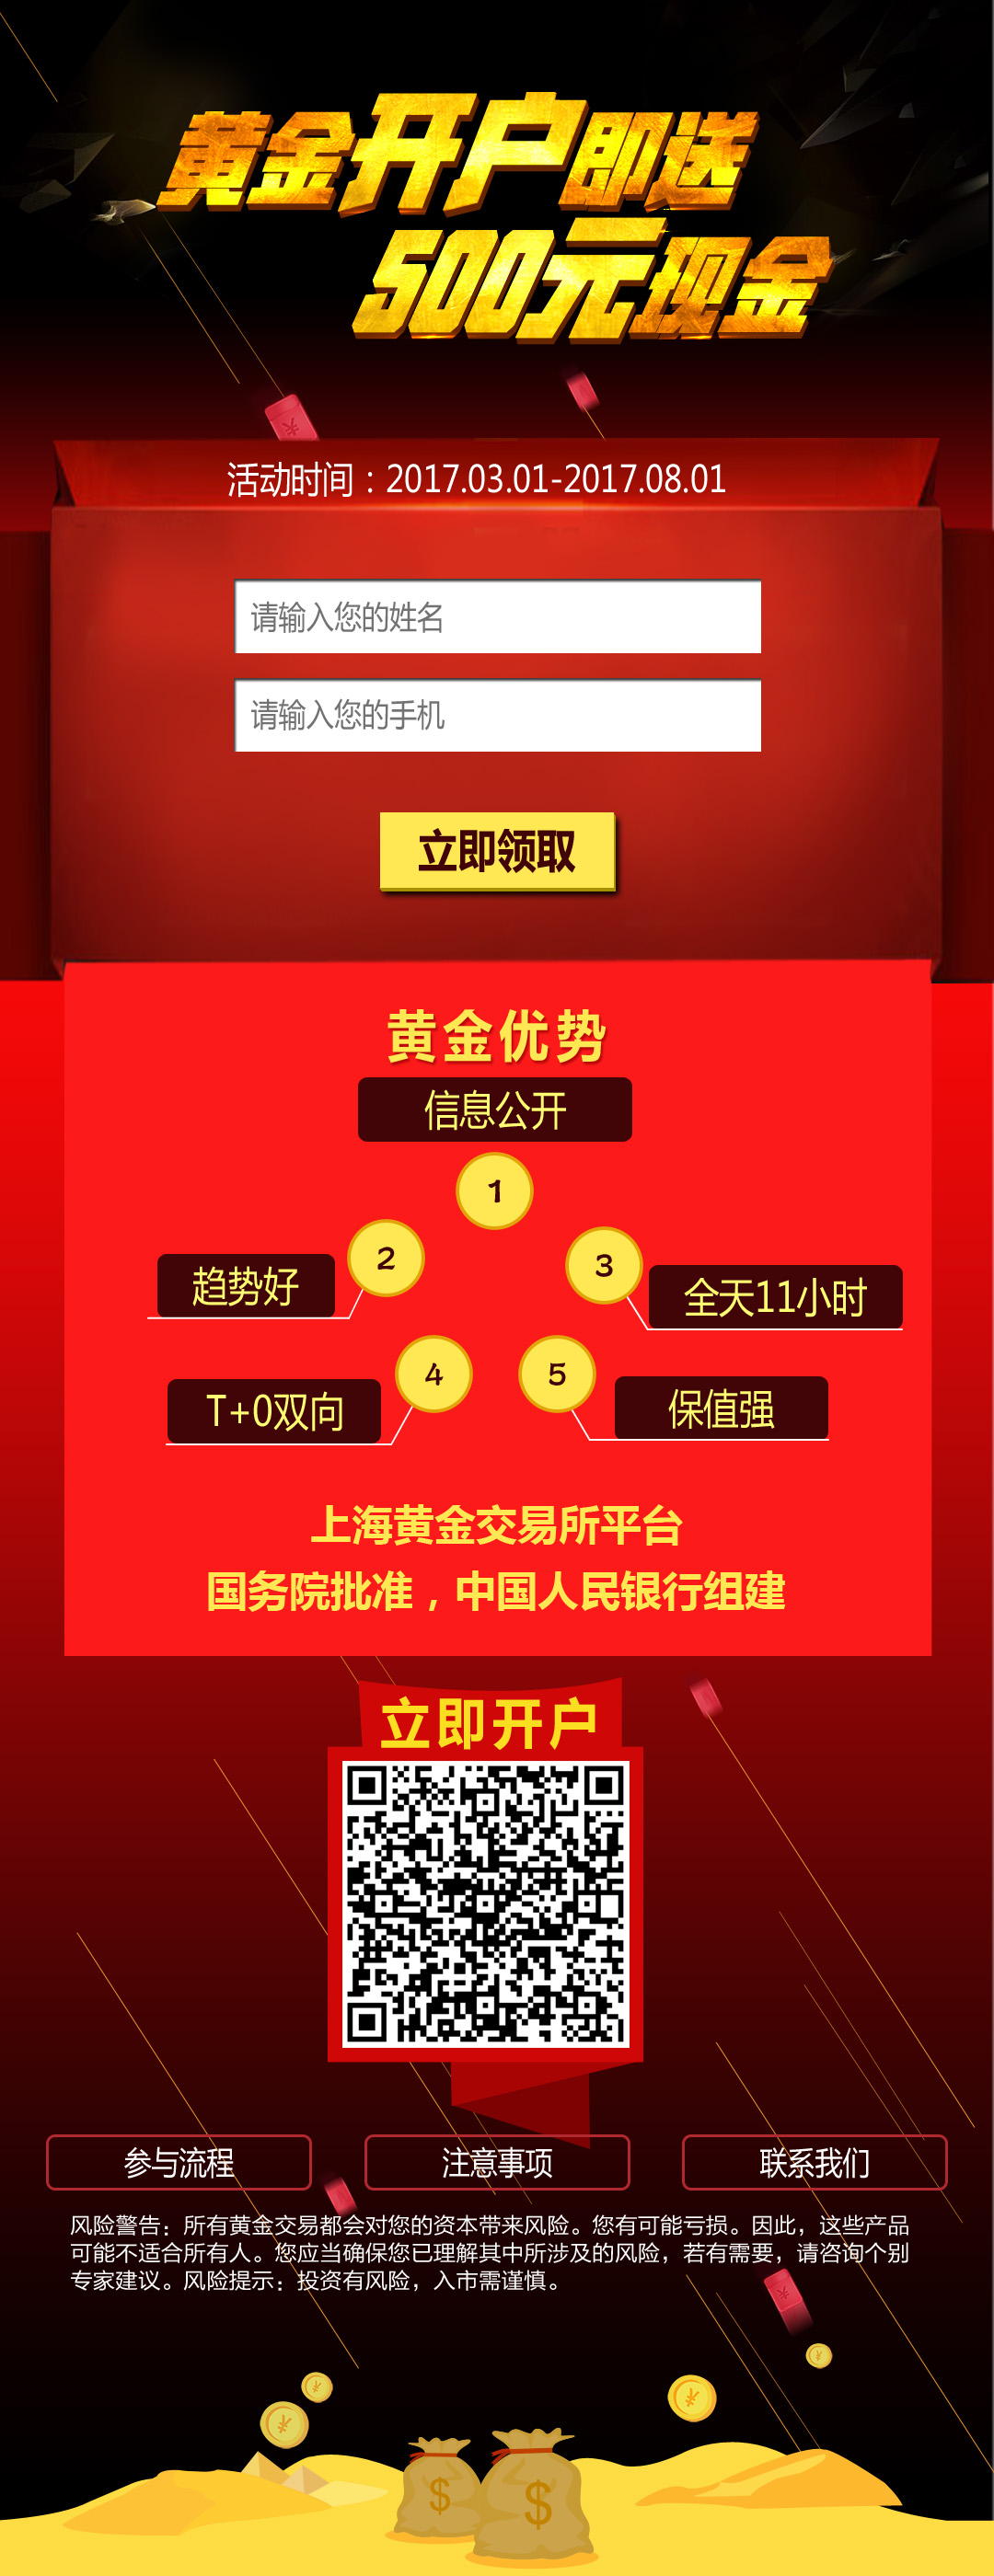 黄金开户即送
500元现金
活动时间：2017.03.01-2017.08.01
请输入您的姓名
请输入您的手机
立即领取
黄金优势
信息公开
1
2
3
趋势好
全天11小时
4
5
T+0双向
保值强
上海黄金交易所平台
国务院批准，中国人民银行组建
立即开户
参与流程
注意事项
联系我们
风险警告：所有黄金交易都会对您的资本带来风险。您有可能亏损。因此，这些产品
可能不适合所有人。您应当确保您已理解其中所涉及的风险，若有需要，请咨询个别
专家建议。风险提示：投资有风险，入市需谨慎。
¥
¥
¥
¥
$
$